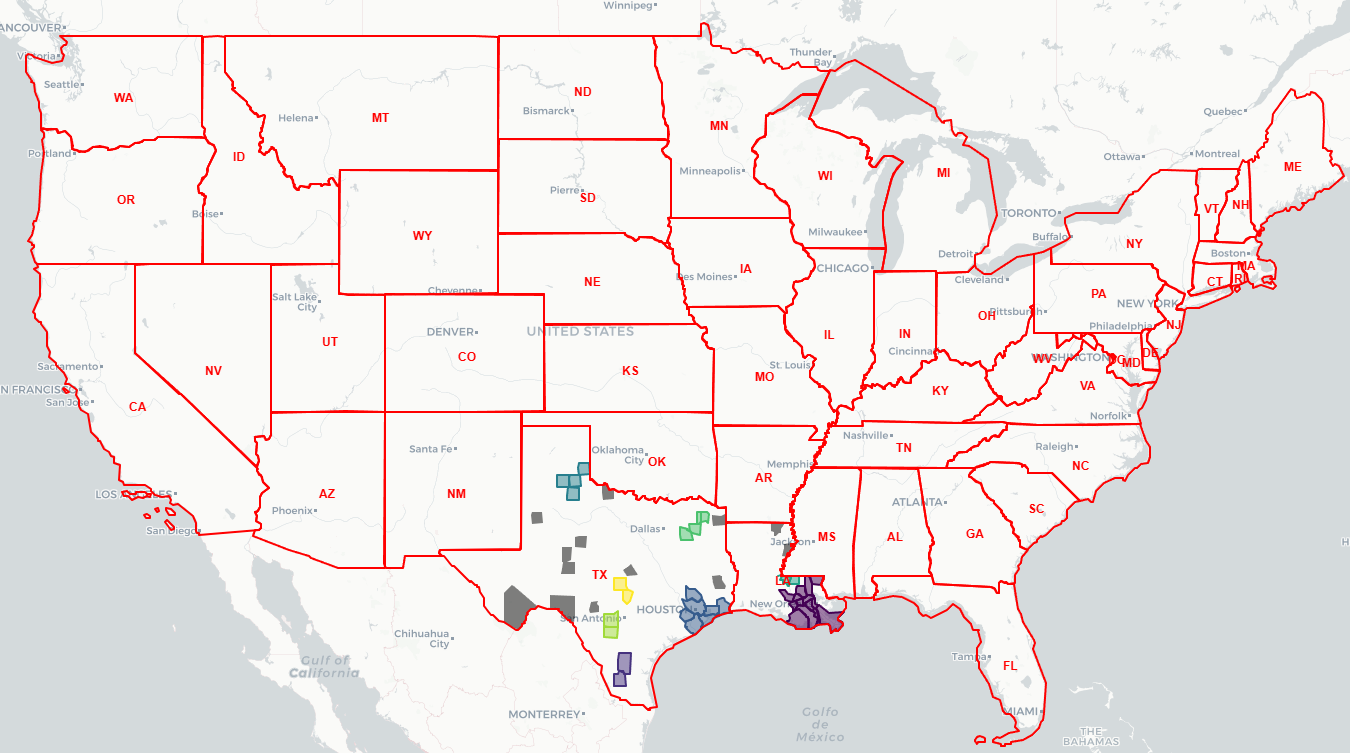 Winnipeg
VANCOUVER
Victoria
Thunder
Bay
Seattle
WA
ND
MT
Helena
Bismarck
MN
Quebec
Portland
ID
Ottawa
Montreal
ME
OR
Boise
Pierre
SD
Minneapolis
WI
MI
VT
NH
TORONTO
WY
Milwaukee
Buffalo
NY
Detroit
Boston
MA
Salt Lake
City
Cheyenne
NE
Des Moines
IA
CHICAGO
Cleveland
CT
RI
PA
NEW YORK
DENVER
UNITED STATES
IL
IN
OH
Pittsburgh
Philadelphia
NJ
UT
CO
Cincinna
WV
WASHINGTON
MD
DE
Sacramento
NV
KS
MO
St. Louis
KY
VA
N FRANCISCO
San Jose
CA
Norfolk
Santa Fe
Oklahoma
City
OK
Nashville
TN
Raleigh
NC
LOS ANGELES
AZ
NM
Memphis
AR
Phoenix
ATLANTA
SC
San Diego
Dallas
Jackson
MS
AL
GA
TX
LA
HOUSTON
New Or
San Antonio
Chihuahua
City
Gulf of
California
Tampa
FL
MONTERREY
Golfo
de
México
MIAMI
THE
BAHAMAS
H